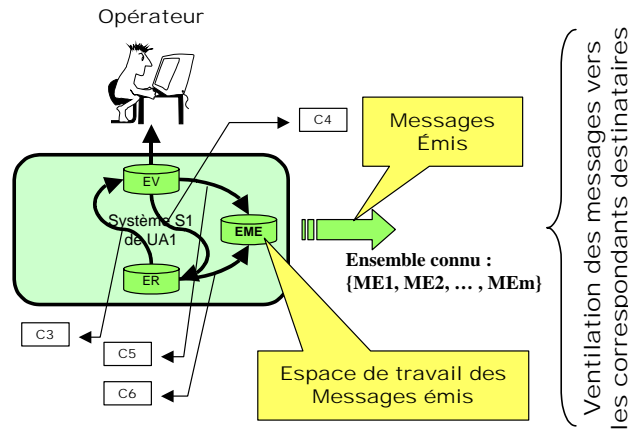 Opérateur
C4
Messages
Émis
EV
Système S1
de UA1
EME
ER
Ensemble connu :
{ME1, ME2, … , MEm}
C3
C5
C6
Espace de travail des
Messages émis
Ventilation des messages vers
les correspondants destinataires